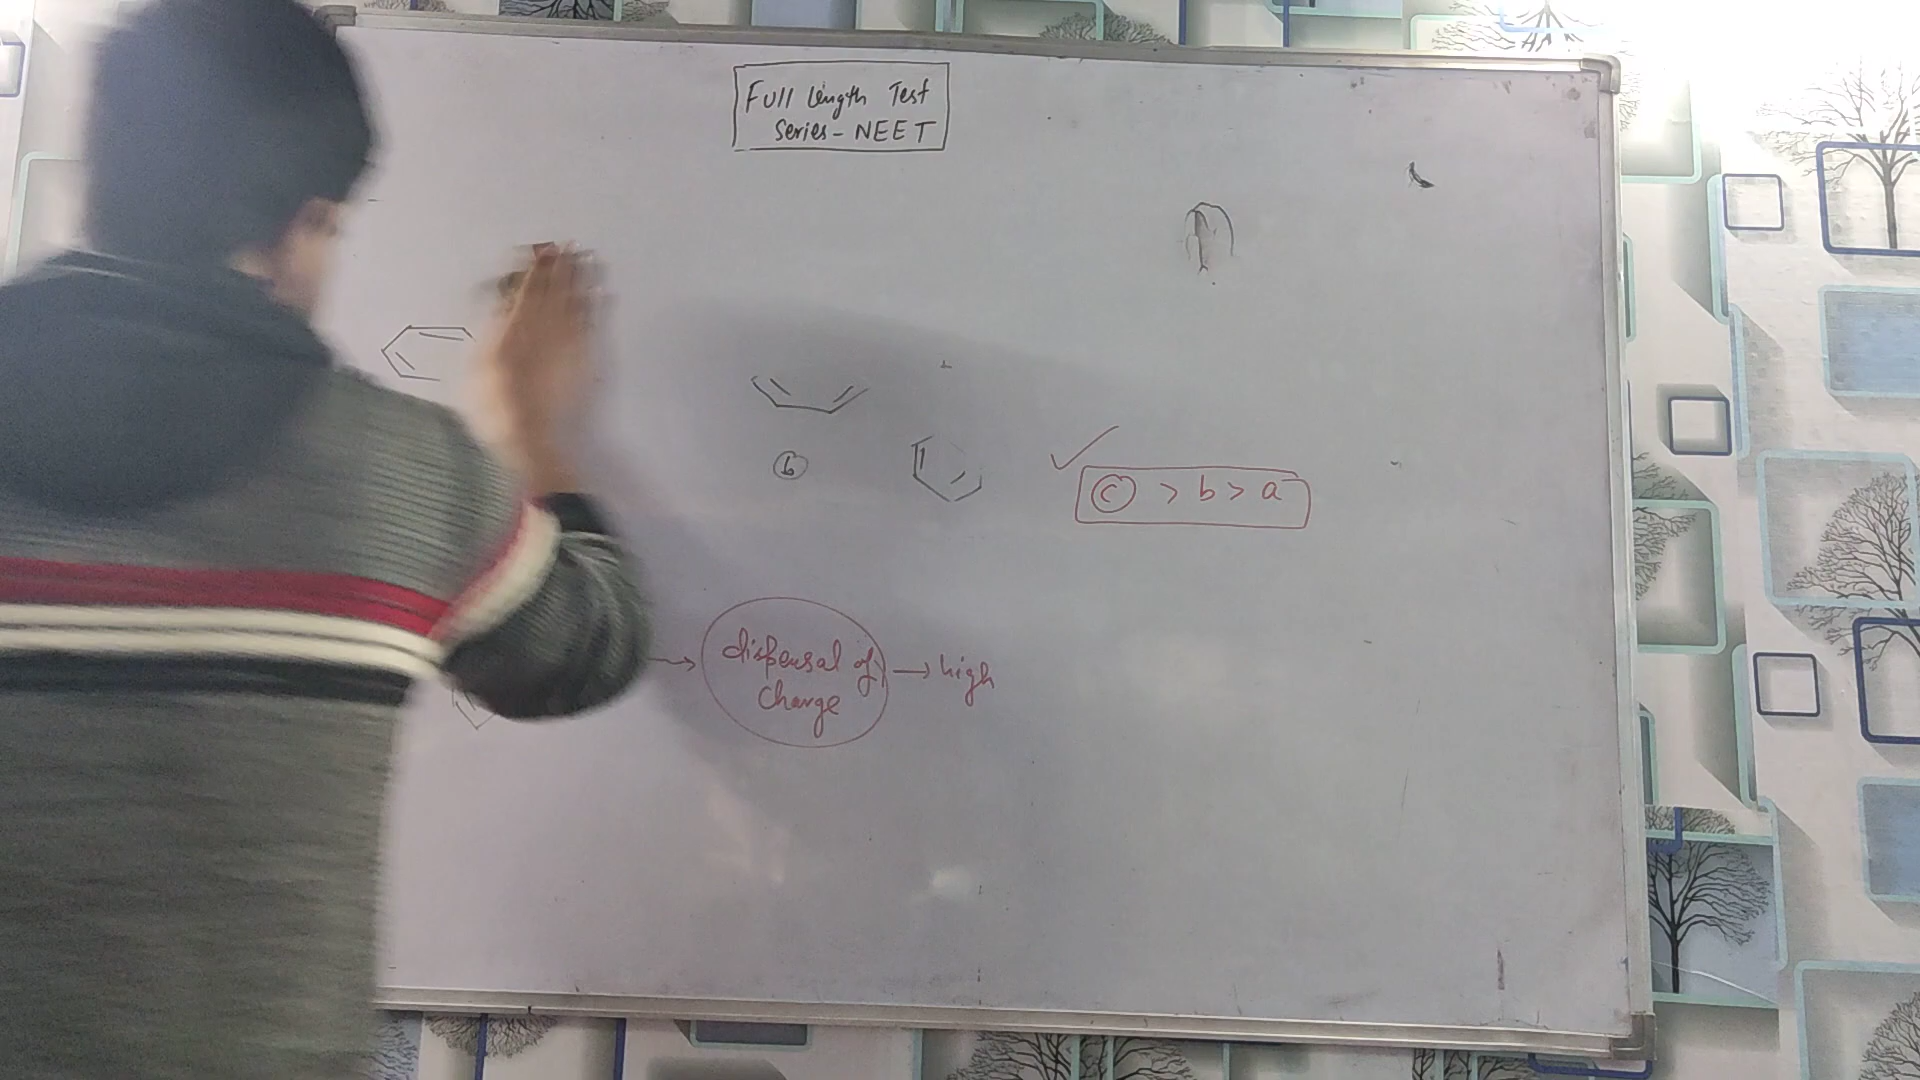 Full Length Test
Series - NEET
b
c > b > a
dispersal of → high
charge